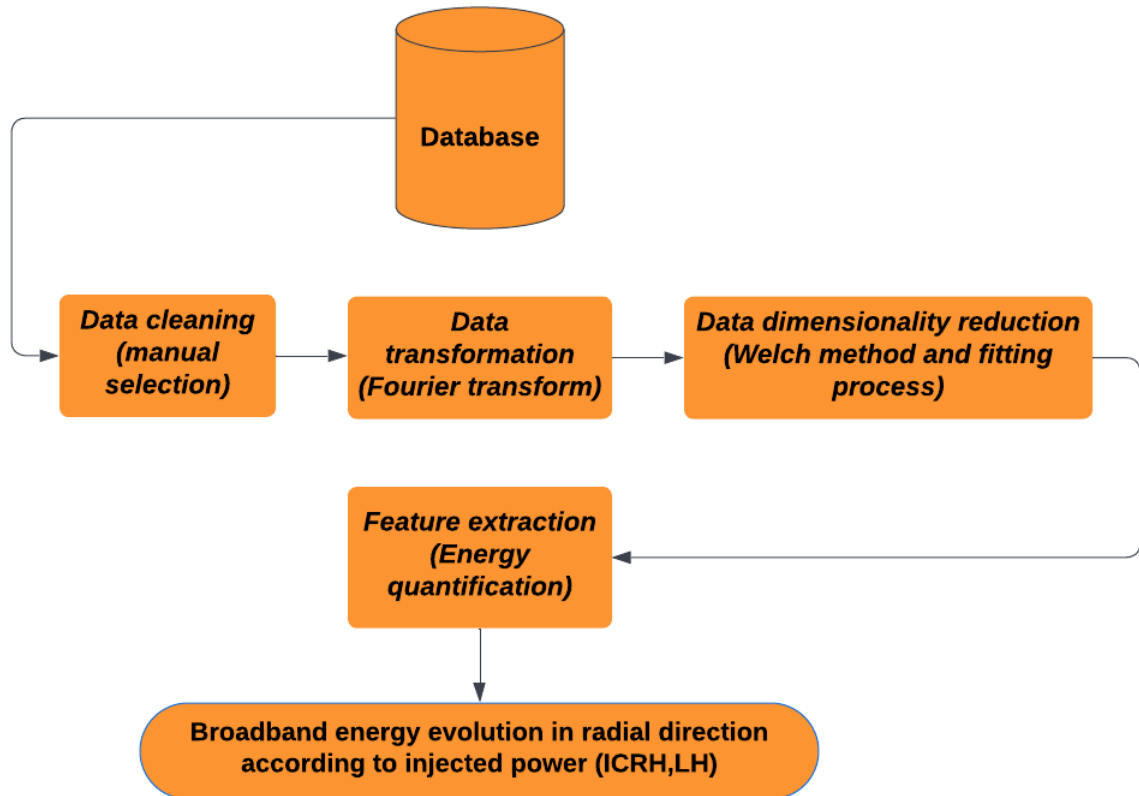 Database
Data cleaning
(manual
selection)
Data
transformation
(Fourier transform)
Data dimensionality reduction
(Welch method and fitting
process)
Feature extraction
(Energy
quantification)
Broadband energy evolution in radial direction
according to injected power (ICRH,LH)